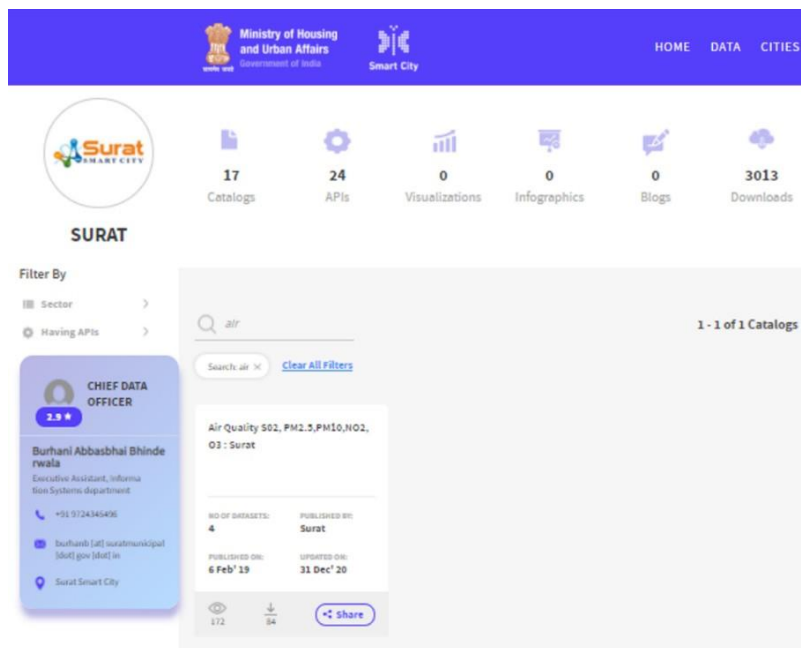 Ministry of Housing
and Urban Affairs
Government of India
सत्यमेव जयते
Smart City
HOME DATA CITIES
Surat
SMART CITY
SURAT
17
Catalogs
24
APIs
0
Visualizations
0
Infographics
0
Blogs
3013
Downloads
Filter By
Sector
Having APIs
air
1 - 1 of 1 Catalogs
Search: air ×
Clear All Filters
CHIEF DATA
OFFICER
2.9 ★
Burhani Abbasbhai Bhinde
rwala
Executive Assistant, Informa
tion Systems department
+91 9724345496
burhanb [at] suratmunicipal
[dot] gov [dot] in
Surat Smart City
Air Quality S02, PM2.5,PM10,NO2,
O3 : Surat
NO OF DATASETS:
4
PUBLISHED BY:
Surat
PUBLISHED ON:
6 Feb' 19
UPDATED ON:
31 Dec' 20
172
84
Share